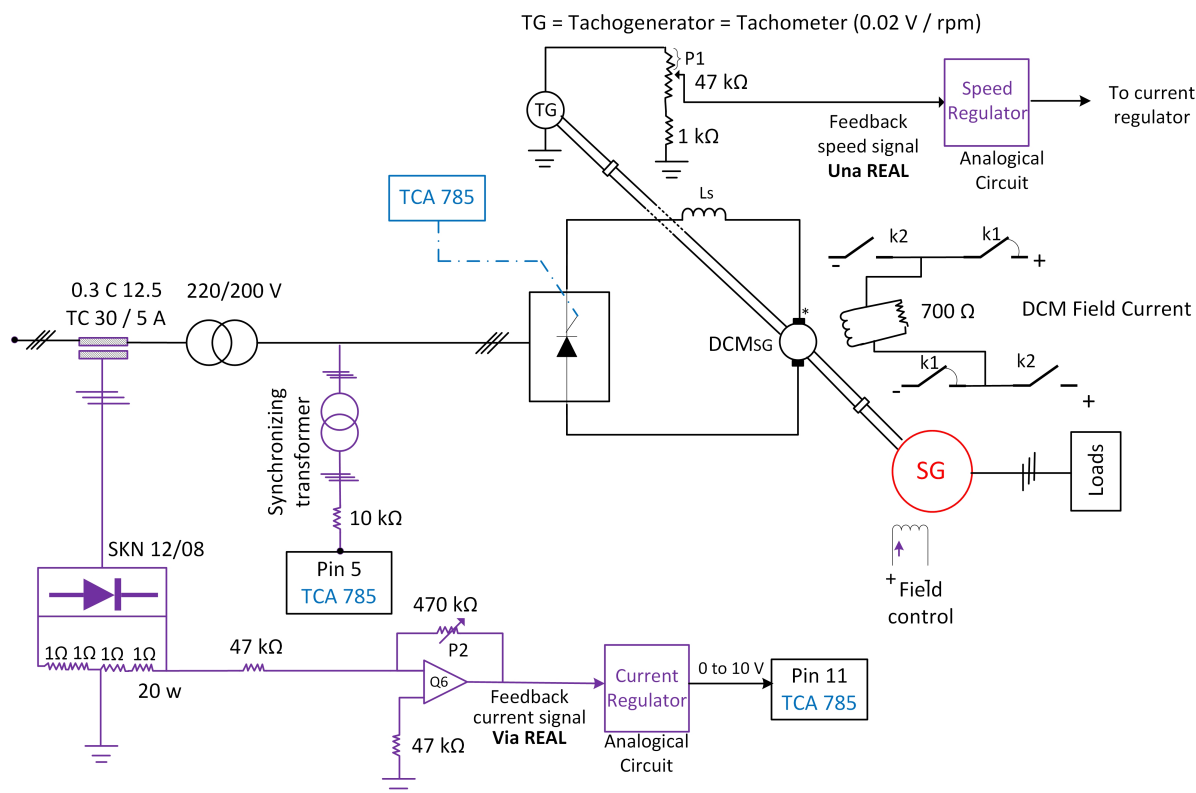 TG = Tachogenerator = Tachometer (0.02 V / rpm)
P1
47 kΩ
TG
1 kΩ
Speed
Regulator
To current
regulator
Feedback
speed signal
Una REAL
Analogical
Circuit
TCA 785
Ls
k2
k1
-
+
0.3 C 12.5
TC 30 / 5 A
220/200 V
700 Ω
DCM Field Current
*
DCMSG
k1
k2
-
+
Synchronizing
transformer
SG
Loads
10 kΩ
SKN 12/08
Pin 5
TCA 785
+
-
Field
control
470 kΩ
P2
1Ω 1Ω 1Ω 1Ω
47 kΩ
20 w
Q6
Feedback
current signal
Via REAL
Current
Regulator
0 to 10 V
Pin 11
TCA 785
47 kΩ
Analogical
Circuit